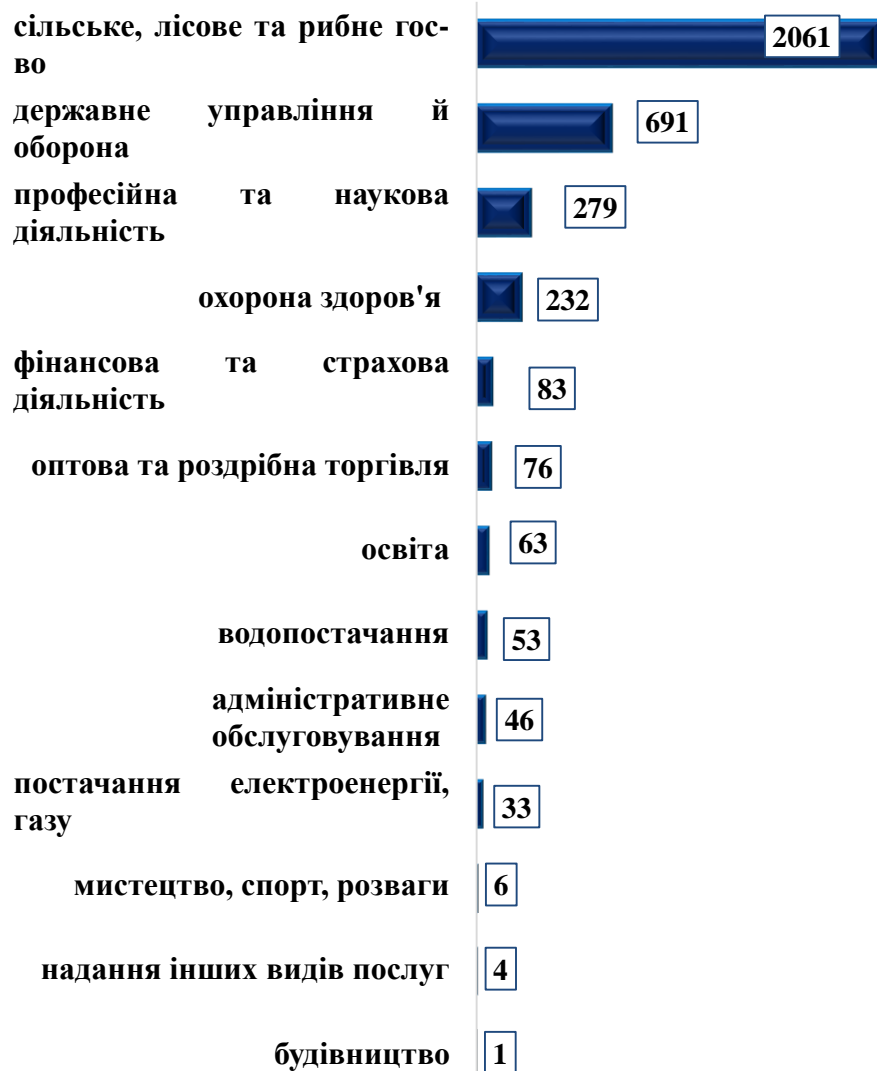 сільське, лісове та рибне гос-
во
2061
державне управління й
оборона
691
професійна та наукова
діяльність
279
охорона здоров'я
232
фінансова та страхова
діяльність
83
оптова та роздрібна торгівля
76
освіта
63
водопостачання
53
адміністративне
обслуговування
46
постачання електроенергії,
газу
33
мистецтво, спорт, розваги
6
надання інших видів послуг
4
будівництво
1